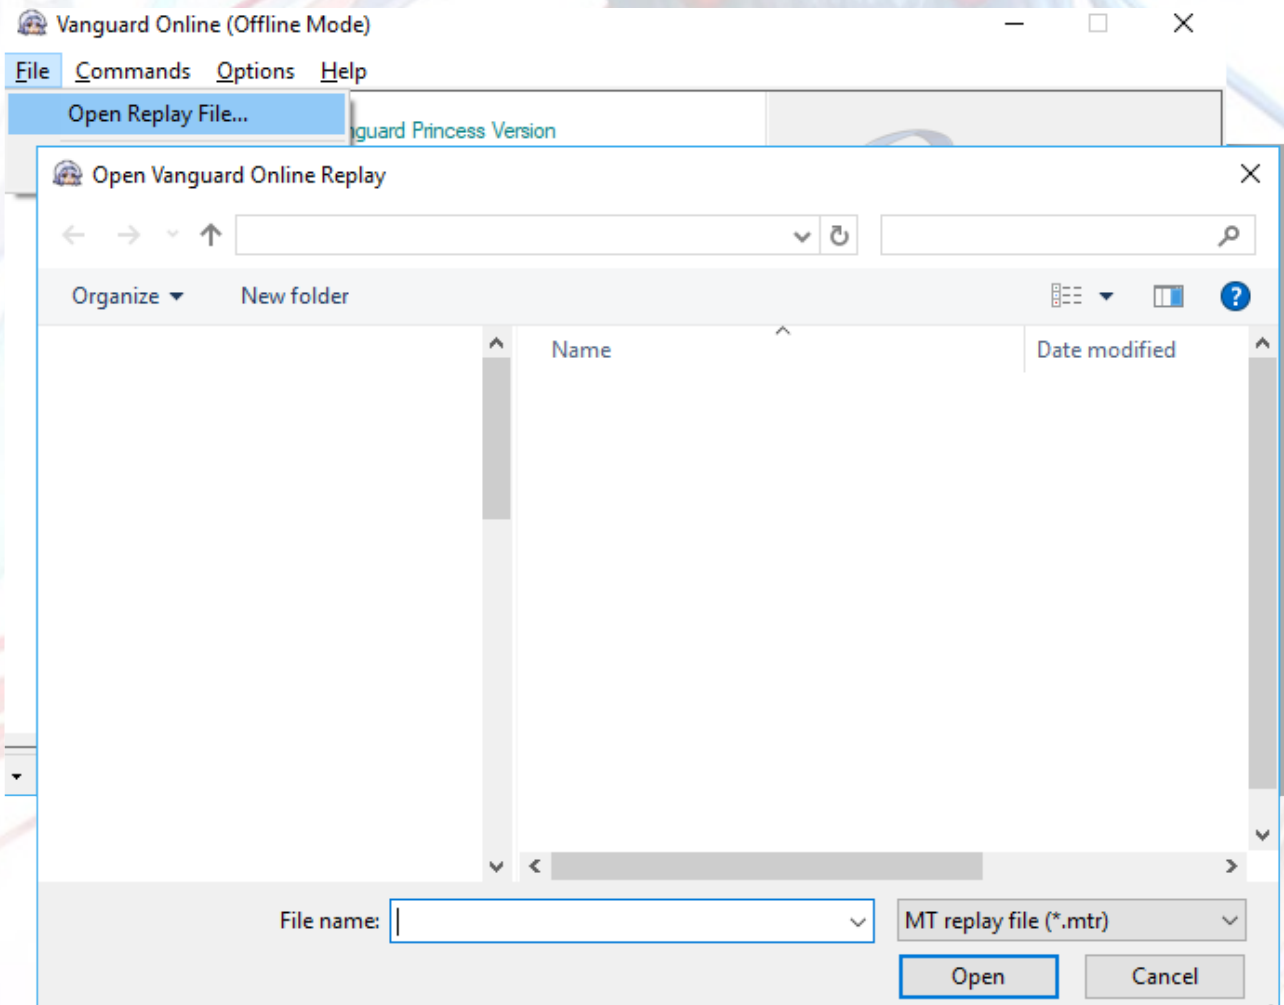 Vanguard Online (Offline Mode)
File Commands Options Help
Open Replay File...
nguard Princess Version
Open Vanguard Online Replay
Organize New folder
Name Date modified
File name: MT replay file (*.mtr)
Open Cancel